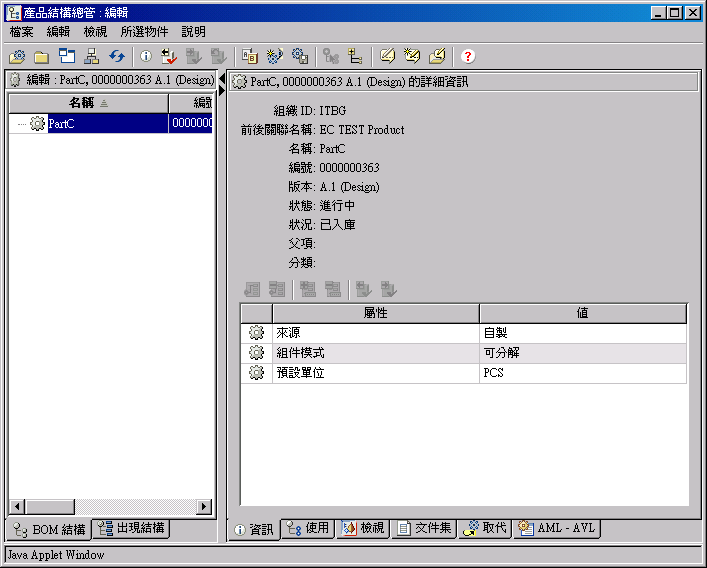 產品結構總管 : 編輯
檔案 編輯 檢視 所選物件 說明
編輯 : PartC, 0000000363 A.1 (Design)
名稱 編號
PartC 000000
PartC, 0000000363 A.1 (Design) 的詳細資訊
組織 ID: ITBG
前後關聯名稱: EC TEST Product
名稱: PartC
編號: 0000000363
版本: A.1 (Design)
狀態: 進行中
狀況: 已入庫
父項:
分類:
屬性 值
來源 自製
組件模式 可分解
預設單位 PCS
BOM 結構 出現結構
資訊 使用 檢視 文件集 取代 AML - AVL
Java Applet Window